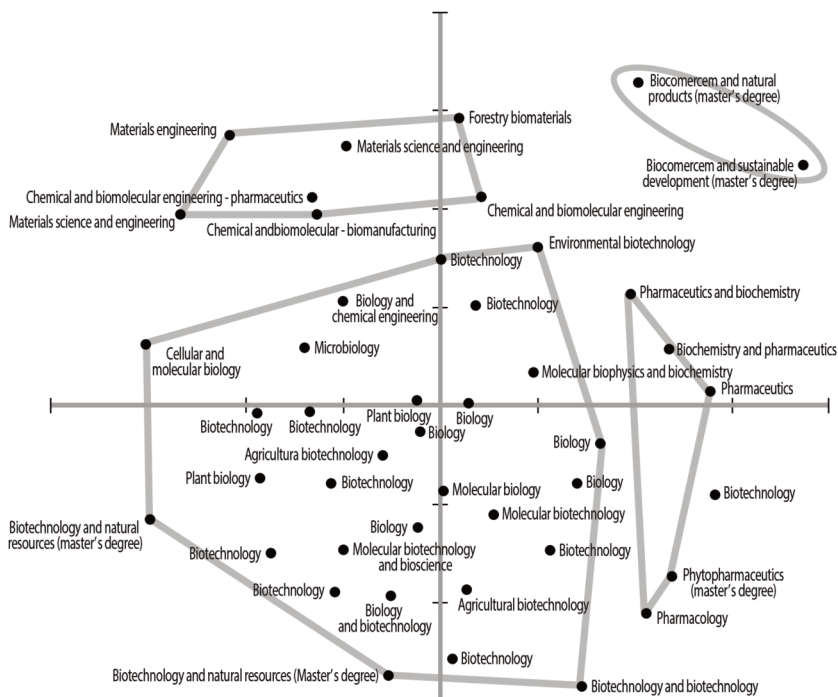 Biocomercem and natural
products (master's degree)
Forestry biomaterials
Materials engineering
Materials science and engineering
Biocomercem and sustainable
development (master's degree)
Chemical and biomolecular engineering - pharmaceutics
Materials science and engineering
Chemical andbiomolecular - biomanufacturing
Chemical and biomolecular engineering
Environmental biotechnology
Biotechnology
Pharmaceutics and biochemistry
Biology and
chemical engineering
Biotechnology
Microbiology
Cellular and
molecular biology
Biochemistry and pharmaceutics
Molecular biophysics and biochemistry
Pharmaceutics
Plant biology
Biology
Biotechnology
Biotechnology
Biology
Biology
Agricultura biotechnology
Plant biology
Biotechnology
Molecular biology
Biology
Biotechnology
Molecular biotechnology
Biotechnology and natural
resources (master's degree)
Biology
Biotechnology
Molecular biotechnology
and bioscience
Biotechnology
Phytopharmaceutics
(master's degree)
Biotechnology
Biology
and biotechnology
Agricultural biotechnology
Pharmacology
Biotechnology
Biotechnology and natural resources (Master's degree)
Biotechnology and biotechnology